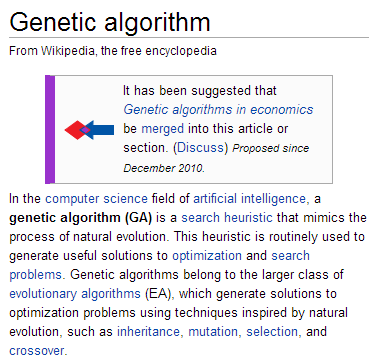 Genetic algorithm
From Wikipedia, the free encyclopedia
It has been suggested that
Genetic algorithms in economics
be merged into this article or
section. (Discuss) Proposed since
December 2010.
In the computer science field of artificial intelligence, a
genetic algorithm (GA) is a search heuristic that mimics the
process of natural evolution. This heuristic is routinely used to
generate useful solutions to optimization and search
problems. Genetic algorithms belong to the larger class of
evolutionary algorithms (EA), which generate solutions to
optimization problems using techniques inspired by natural
evolution, such as inheritance, mutation, selection, and
crossover.